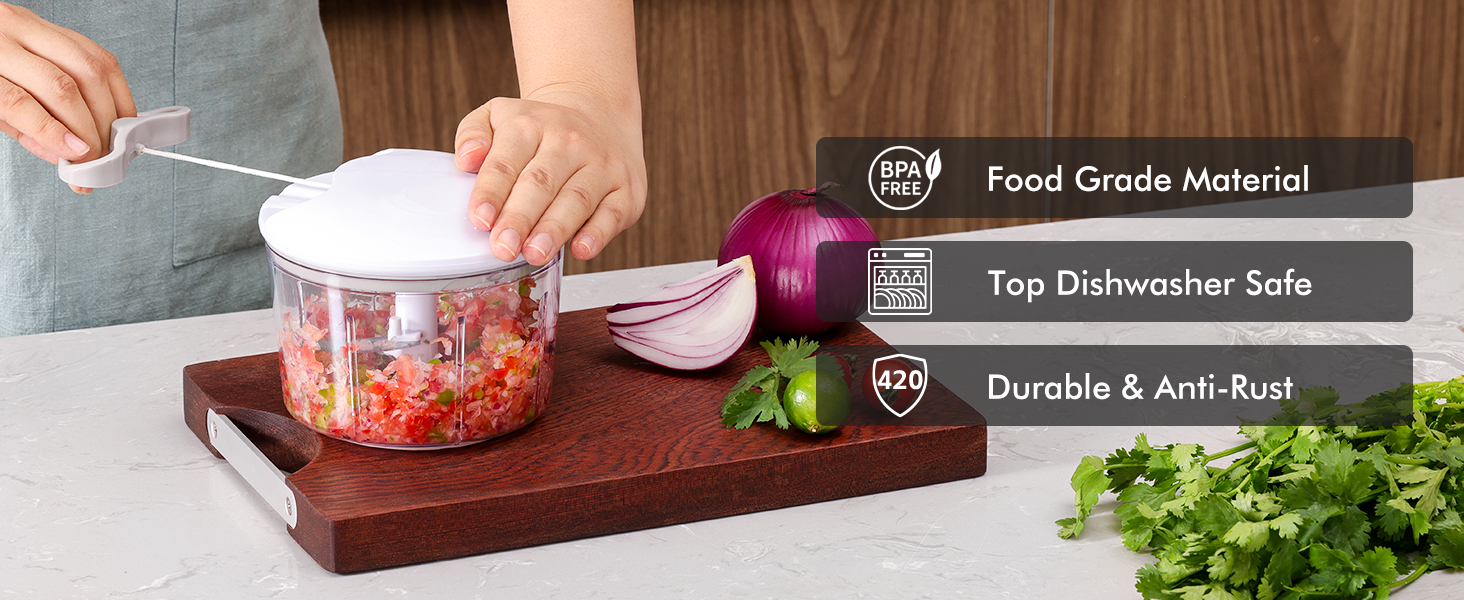 BPA
FREE
Food Grade Material
Top Dishwasher Safe
420
Durable & Anti-Rust